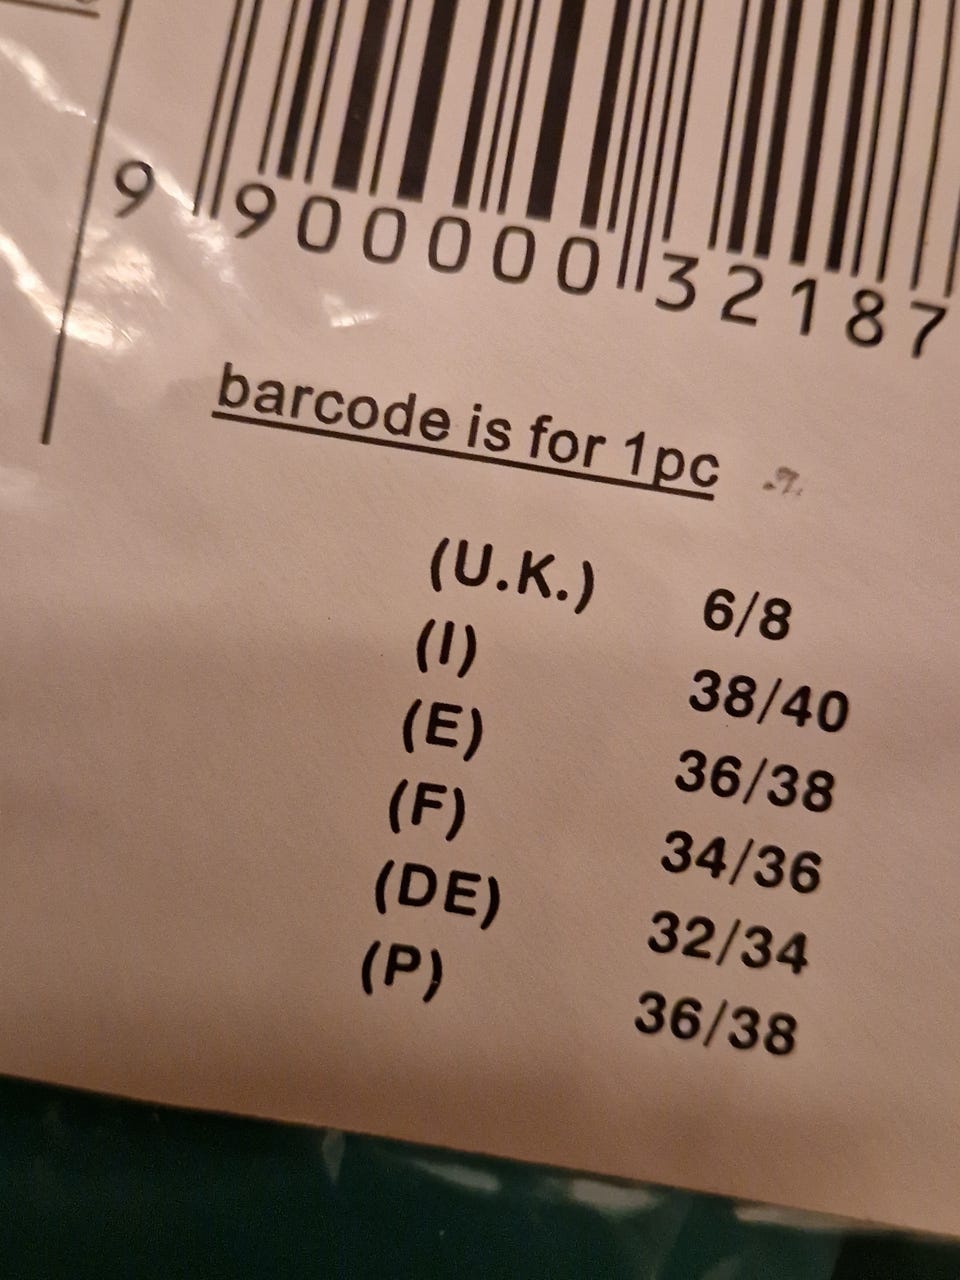 9 900000 32187
barcode is for 1pc
(U.K.) 6/8
(I) 38/40
(E) 36/38
(F) 34/36
(DE) 32/34
(P) 36/38